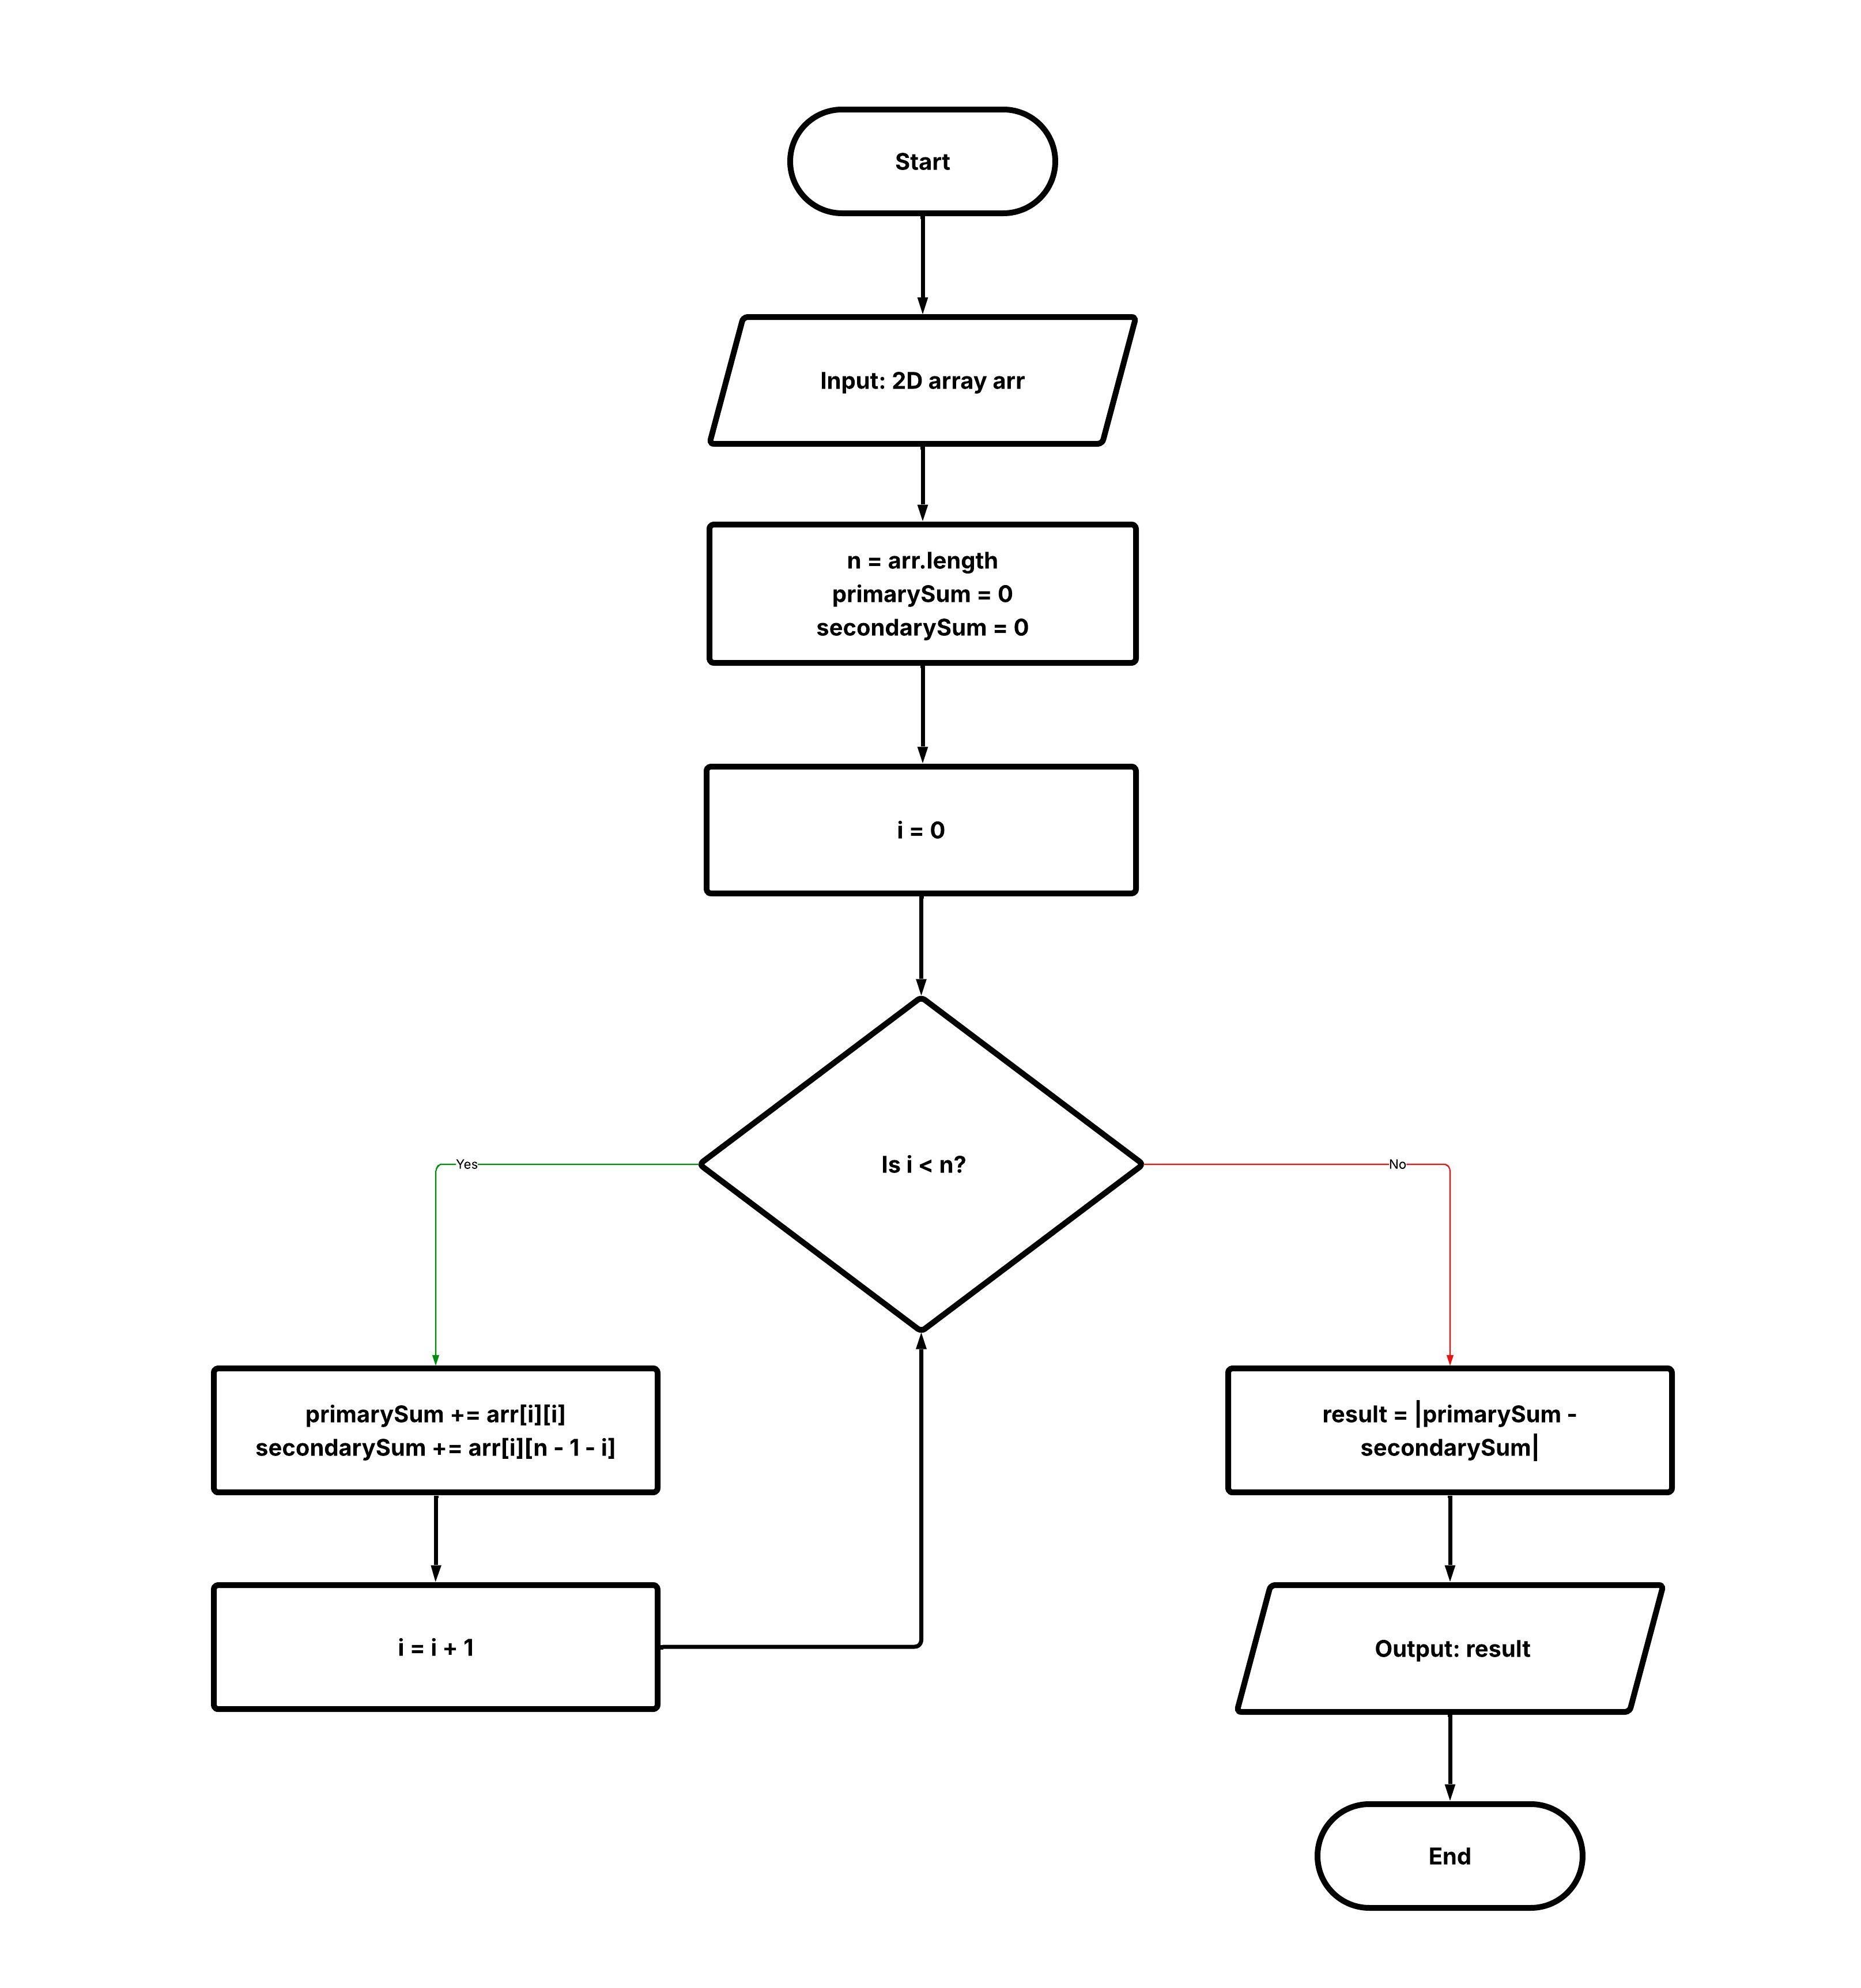 Start
Input: 2D array arr
n = arr.length
primarySum = 0
secondarySum = 0
i = 0
Is i < n?
Yes
No
primarySum += arr[i][i]
secondarySum += arr[i][n - 1 - i]
result = |primarySum -
secondarySum|
i = i + 1
Output: result
End